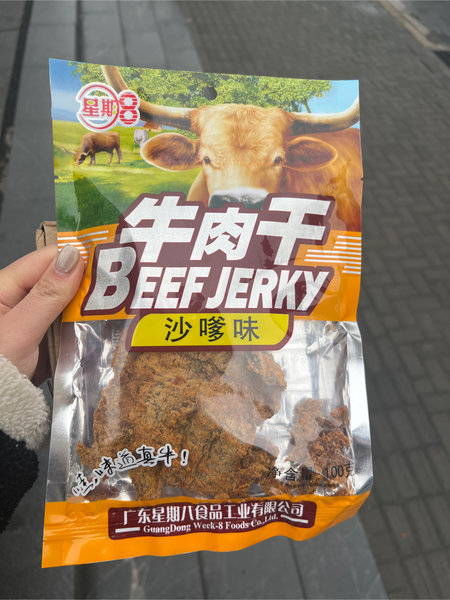 星期8
牛肉干
BEEF JERKY
沙嗲味
味道真牛!
净含量:100克
广东星期八食品工业有限公司
GuangDong Week-8 Foods Co.,Ltd.